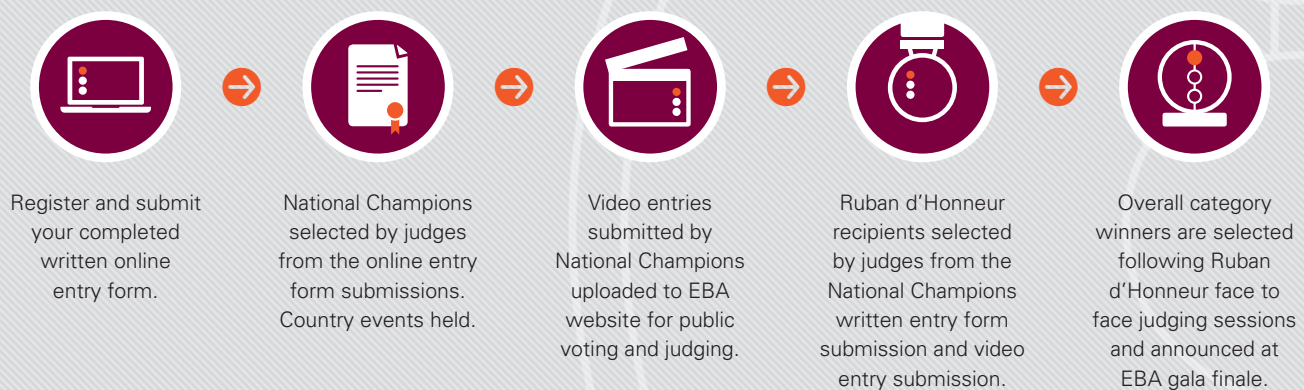 Register and submit
your completed
written online
entry form.
National Champions
selected by judges
from the online entry
form submissions.
Country events held.
Video entries
submitted by
National Champions
uploaded to EBA
website for public
voting and judging.
Ruban d’Honneur
recipients selected
by judges from the
National Champions
written entry form
submission and video
entry submission.
Overall category
winners are selected
following Ruban
d’Honneur face to
face judging sessions
and announced at
EBA gala finale.